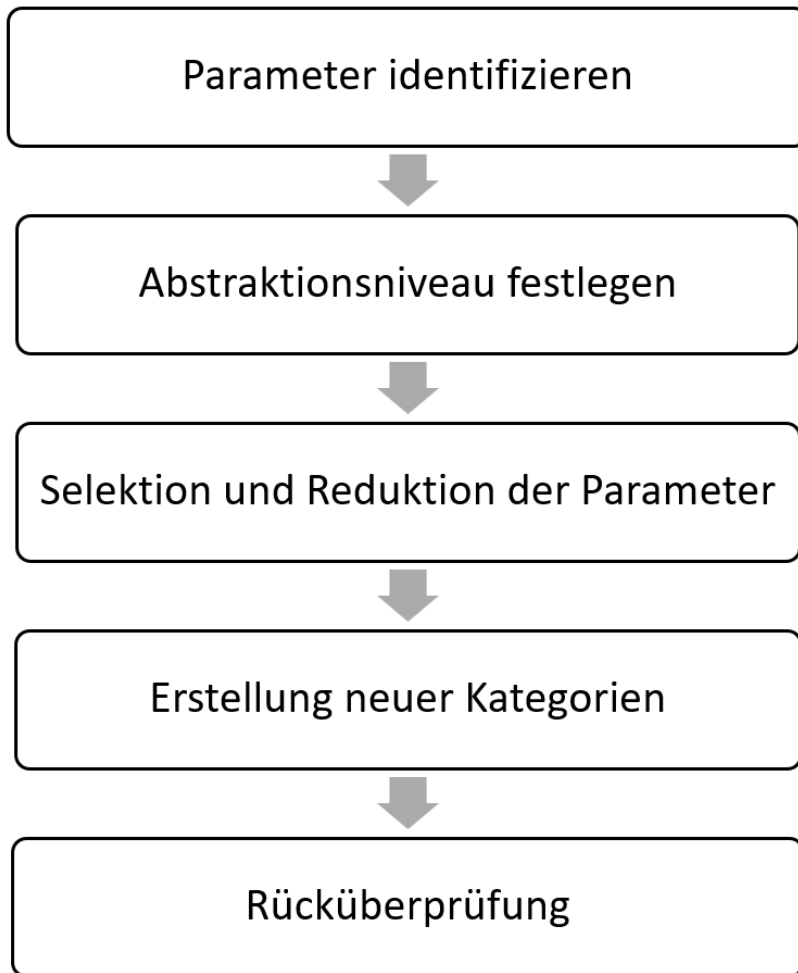 Parameter identifizieren
Abstraktionsniveau festlegen
Selektion und Reduktion der Parameter
Erstellung neuer Kategorien
Rücküberprüfung